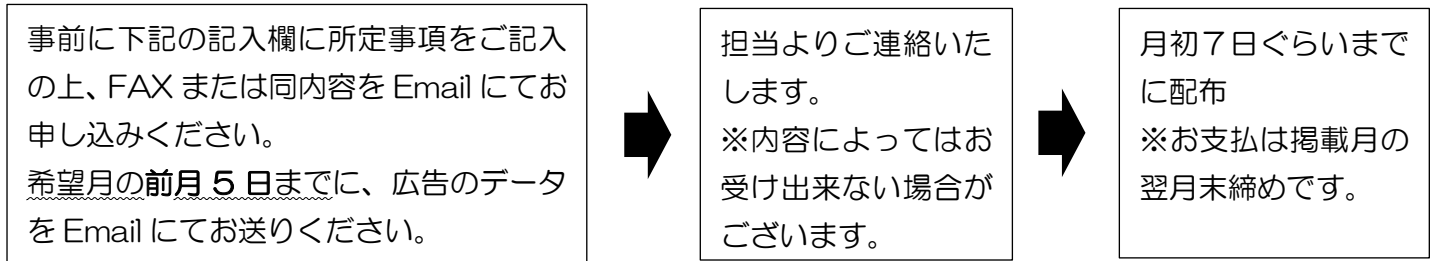 事前に下記の記入欄に所定事項をご記入
の上、FAX または同内容を Email にてお
申し込みください。
希望月の前月 5 日までに、広告のデータ
を Email にてお送りください。
担当よりご連絡いた
します。
※内容によってはお
受け出来ない場合が
ございます。
月初７日ぐらいまで
に配布
※お支払は掲載月の
翌月末締めです。